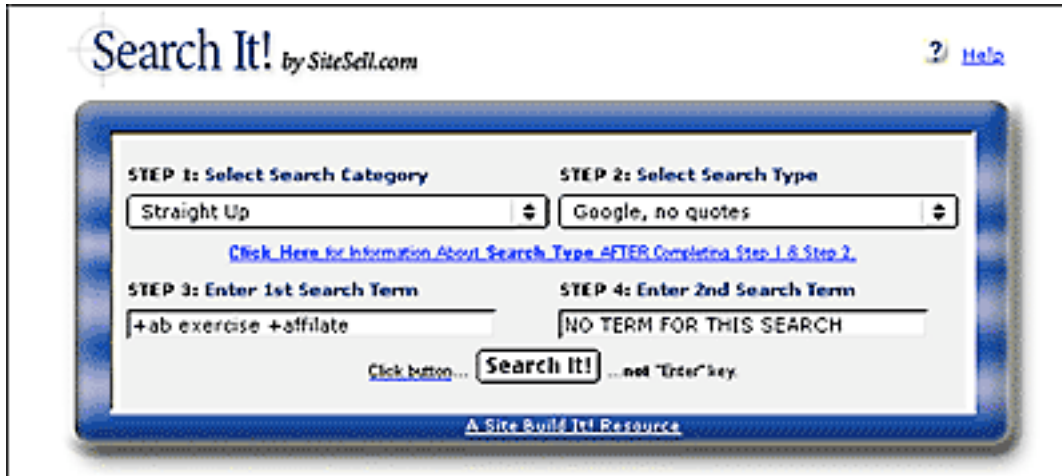 Search It! by SiteSell.com
? Help
STEP 1: Select Search Category
STEP 2: Select Search Type
Straight Up
Google, no quotes
Click Here for Information About Search Type AFTER Completing Step 1 & Step 2.
STEP 3: Enter 1st Search Term
STEP 4: Enter 2nd Search Term
+ab exercise +affilate
NO TERM FOR THIS SEARCH
Click button... Search It! ...not "Enter" key.
A Site Build It! Resource